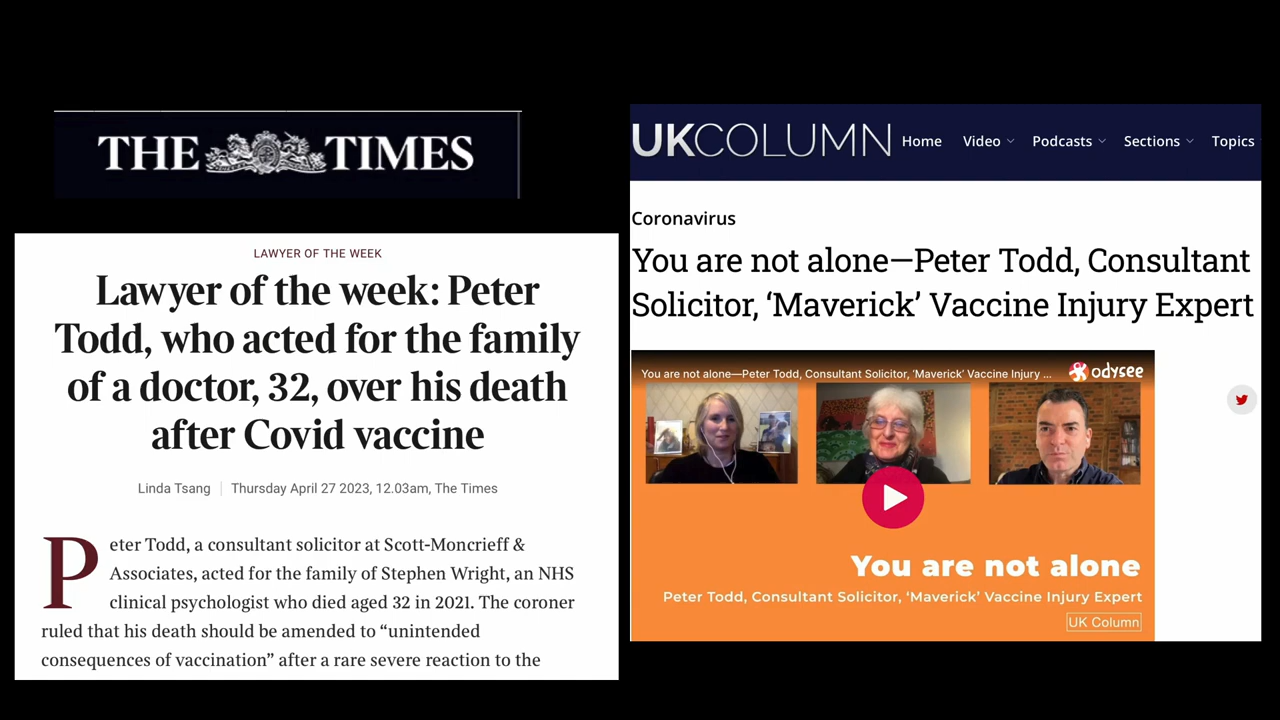 THE TIMES
LAWYER OF THE WEEK
Lawyer of the week: Peter
Todd, who acted for the family
of a doctor, 32, over his death
after Covid vaccine
Linda Tsang | Thursday April 27 2023, 12.03am, The Times
Peter Todd, a consultant solicitor at Scott-Moncrieff &
Associates, acted for the family of Stephen Wright, an NHS
clinical psychologist who died aged 32 in 2021. The coroner
ruled that his death should be amended to “unintended
consequences of vaccination” after a rare severe reaction to the
UKCOLUMN Home Video Podcasts Sections Topics
Coronavirus
You are not alone—Peter Todd, Consultant
Solicitor, ‘Maverick’ Vaccine Injury Expert
You are not alone—Peter Todd, Consultant Solicitor, ‘Maverick’ Vaccine Injury ...
odysee
You are not alone
Peter Todd, Consultant Solicitor, ‘Maverick’ Vaccine Injury Expert
UK Column